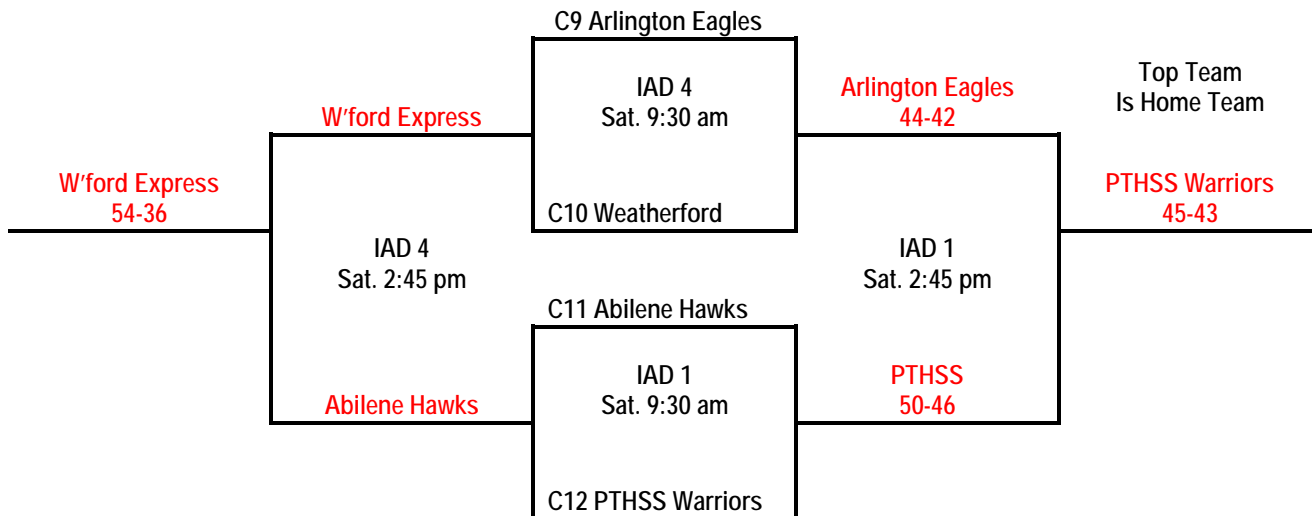 C9 Arlington Eagles
IAD 4
Sat. 9:30 am
Top Team
Is Home Team
W'ford Express
Arlington Eagles
44-42
W'ford Express
54-36
C10 Weatherford
PTHSS Warriors
45-43
IAD 4
Sat. 2:45 pm
IAD 1
Sat. 2:45 pm
C11 Abilene Hawks
IAD 1
Sat. 9:30 am
Abilene Hawks
PTHSS
50-46
C12 PTHSS Warriors